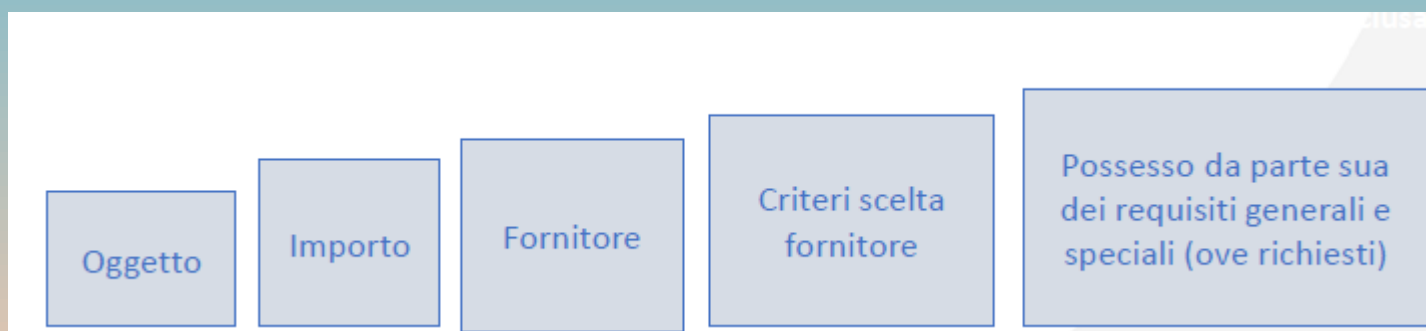 Oggetto
Importo
Fornitore
Criteri scelta
fornitore
Possesso da parte sua
dei requisiti generali e
speciali (ove richiesti)